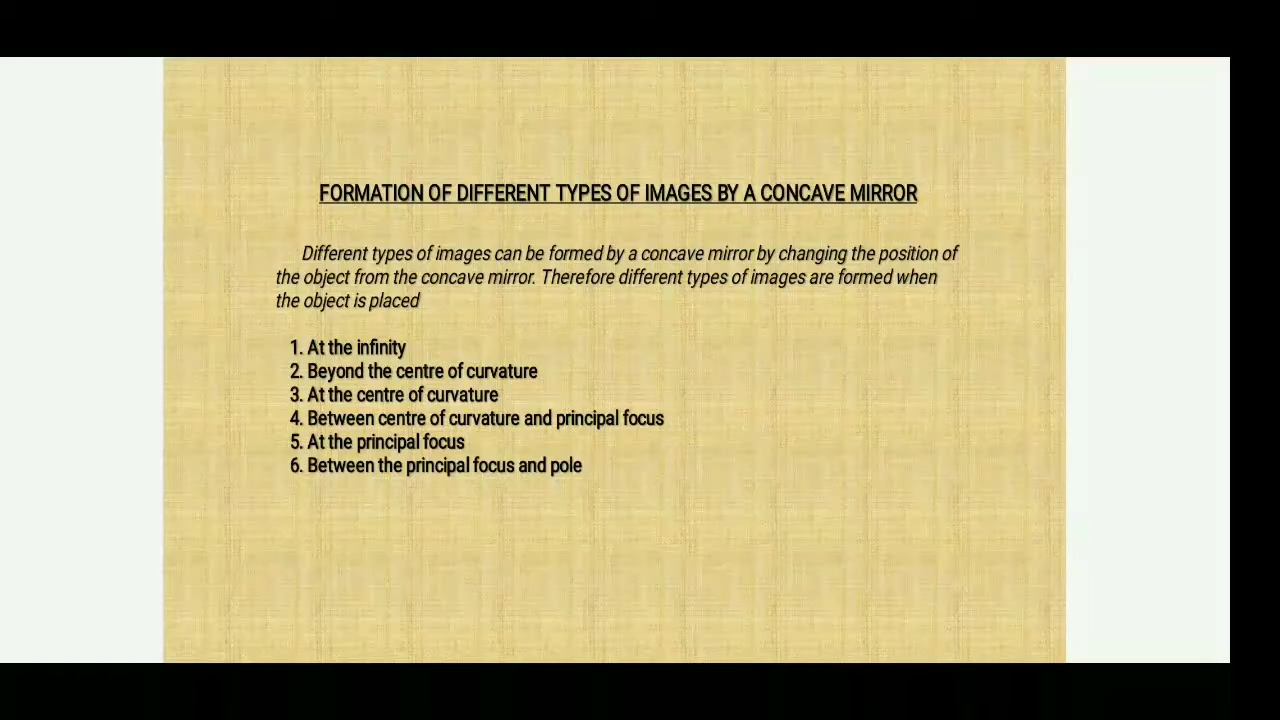 FORMATION OF DIFFERENT TYPES OF IMAGES BY A CONCAVE MIRROR
Different types of images can be formed by a concave mirror by changing the position of
the object from the concave mirror. Therefore different types of images are formed when
the object is placed
1. At the infinity
2. Beyond the centre of curvature
3. At the centre of curvature
4. Between centre of curvature and principal focus
5. At the principal focus
6. Between the principal focus and pole